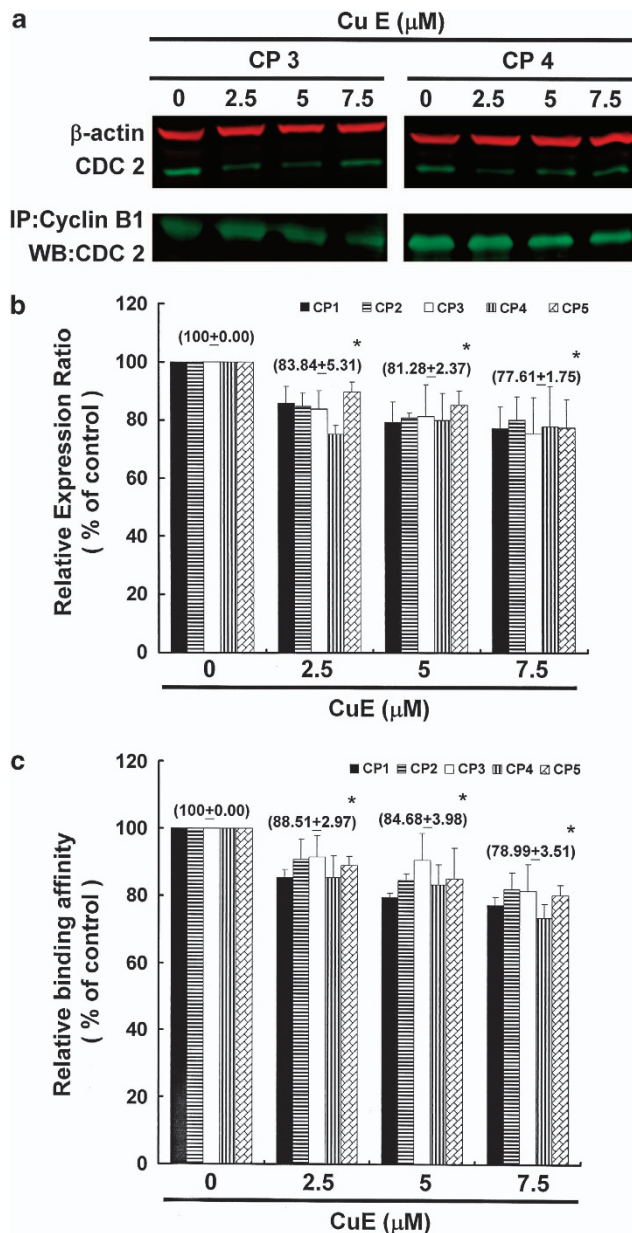 a
Cu E (μM)
CP 3 CP 4
0 2.5 5 7.5 0 2.5 5 7.5
β-actin
CDC 2
IP:Cyclin B1
WB:CDC 2
b
120
100
80
60
40
20
0
Relative Expression Ratio
( % of control )
CP1 CP2 CP3 CP4 CP5
(100±0.00)
(83.84±5.31) *
(81.28±2.37) *
(77.61±1.75) *
0 2.5 5 7.5
CuE (μM)
c
120
100
80
60
40
20
0
Relative binding affinity
( % of control )
CP1 CP2 CP3 CP4 CP5
(100±0.00)
(88.51±2.97) *
(84.68±3.98) *
(78.99±3.51) *
0 2.5 5 7.5
CuE (μM)